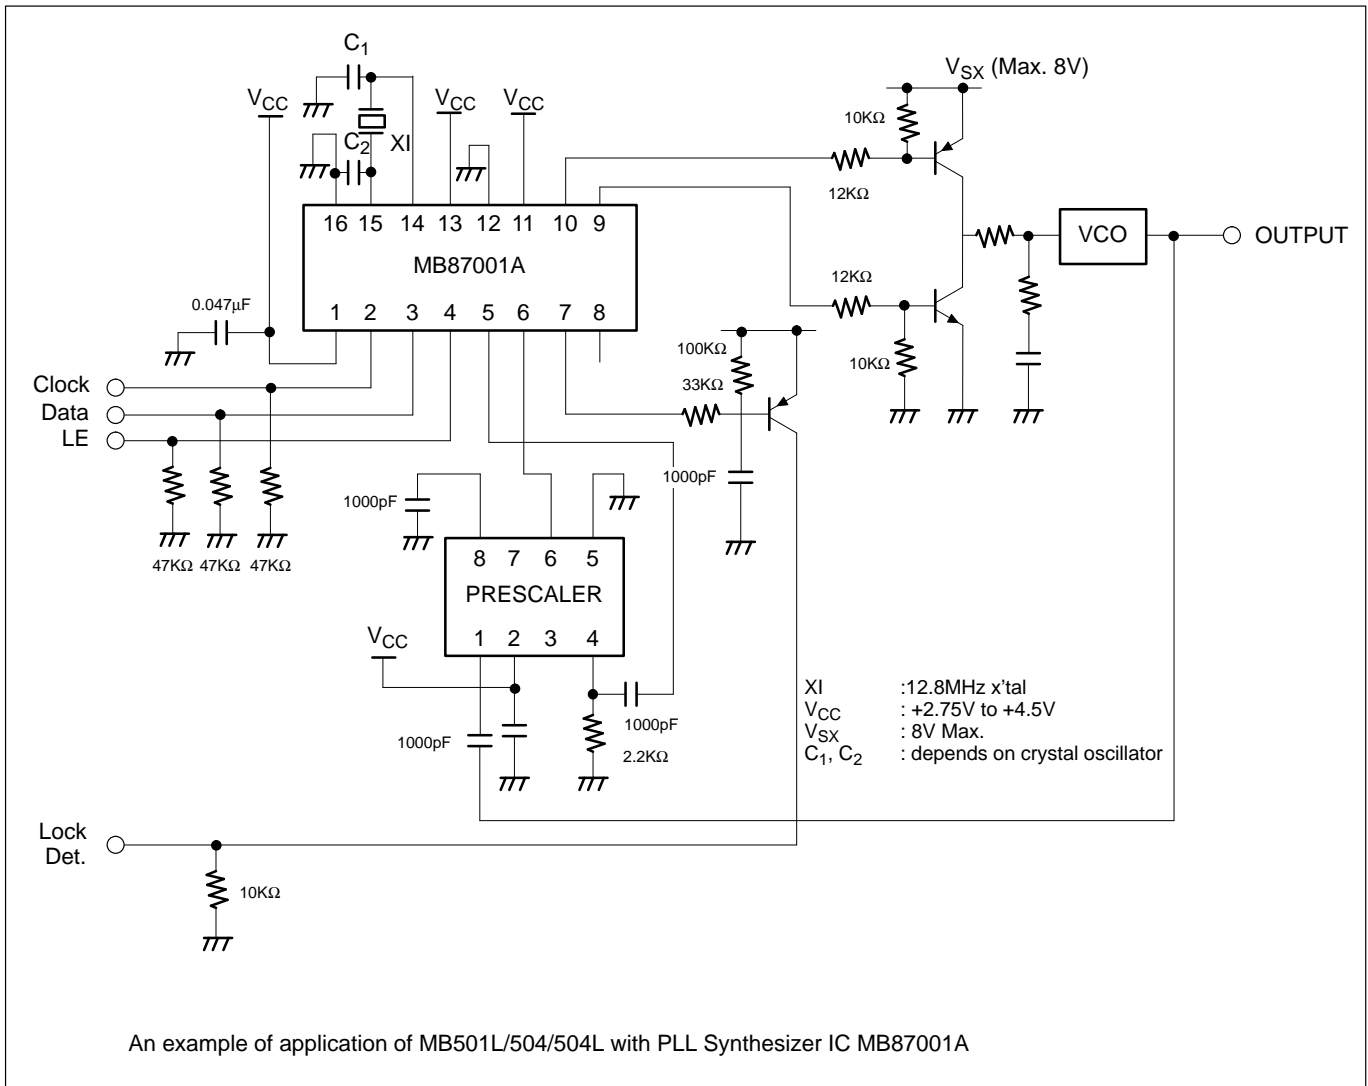 C1
VSX (Max. 8V)
VCC
VCC
VCC
10KΩ
C2
XI
12KΩ
16 15 14 13 12 11 10 9
MB87001A
VCO
OUTPUT
12KΩ
0.047µF
1 2 3 4 5 6 7 8
100KΩ
10KΩ
33KΩ
Clock
Data
LE
1000pF
1000pF
47KΩ 47KΩ 47KΩ
8 7 6 5
PRESCALER
1 2 3 4
VCC
XI :12.8MHz x'tal
VCC : +2.75V to +4.5V
VSX : 8V Max.
C1, C2 : depends on crystal oscillator
1000pF
1000pF
2.2KΩ
Lock
Det.
10KΩ
An example of application of MB501L/504/504L with PLL Synthesizer IC MB87001A